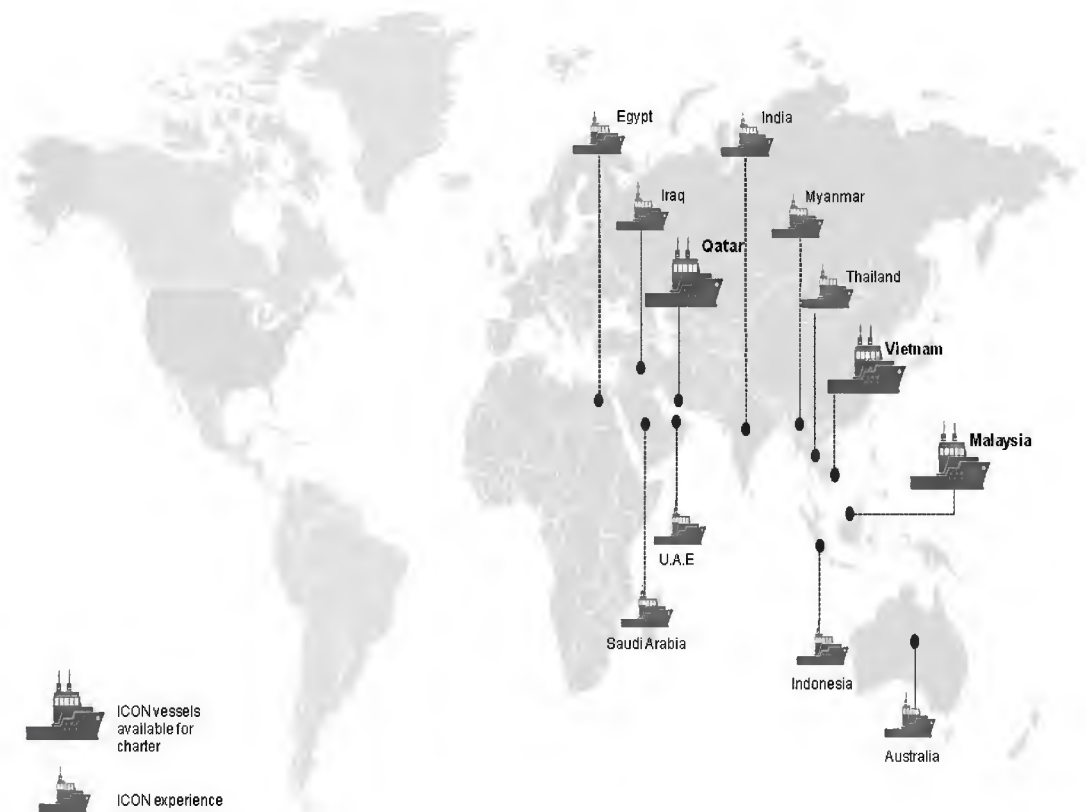 Egypt
India
Iraq
Myanmar
Qatar
Thailand
Vietnam
Malaysia
U.A.E
Saudi Arabia
Indonesia
Australia
ICON vessels
available for
charter
ICON experience